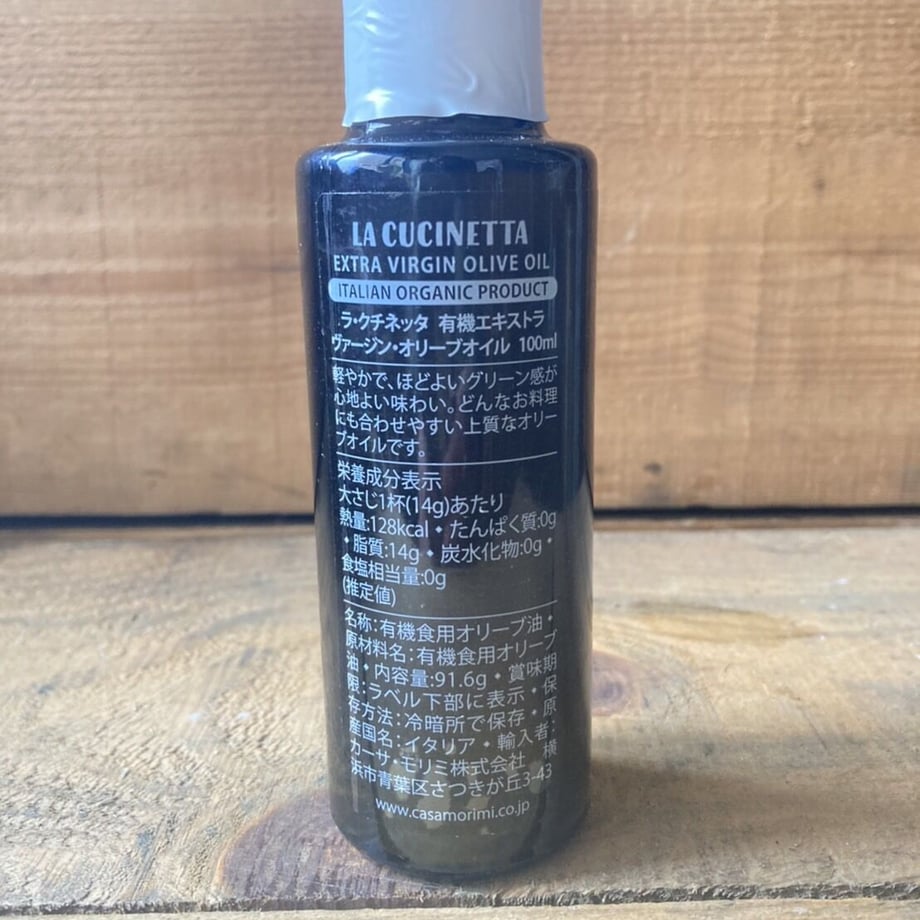 LA CUCINETTA
EXTRA VIRGIN OLIVE OIL
ITALIAN ORGANIC PRODUCT
ラ・クチネッタ 有機エキストラ
ヴァージン・オリーブオイル 100ml
軽やかで、ほどよいグリーン感が
心地よい味わい。どんなお料理
にも合わせやすい上質なオリー
ブオイルです。
栄養成分表示
大さじ1杯(14g)あたり
熱量:128kcal・たんぱく質:0g
・脂質:14g・炭水化物:0g・
食塩相当量:0g
(推定値)
名称:有機食用オリーブ油・
原材料名:有機食用オリーブ
油・内容量:91.6g・賞味期
限:ラベル下部に表示・保
存方法:冷暗所で保存・原
産国名:イタリア・輸入者:
カーサ・モリミ株式会社 横
浜市青葉区さつきが丘3-43
www.casamorimi.co.jp